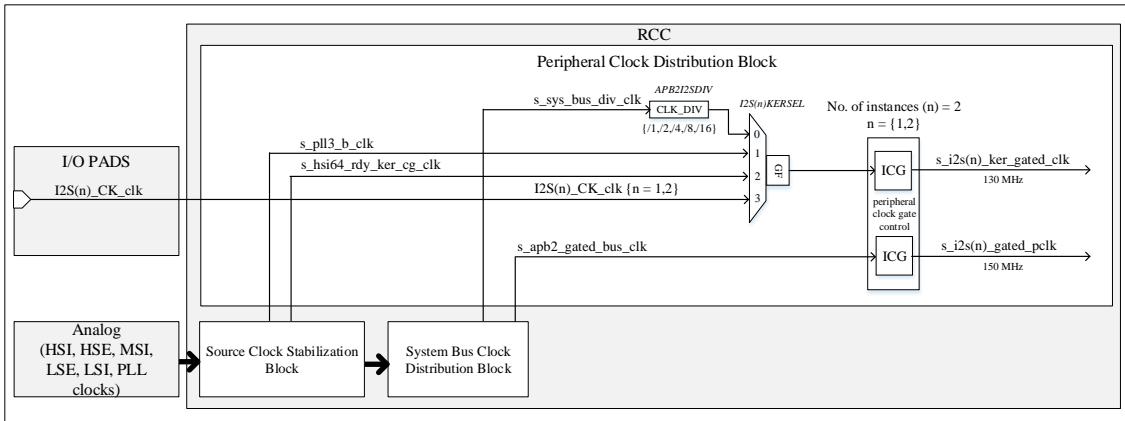 RCC
Peripheral Clock Distribution Block
APB2I2SDIV
s_sys_bus_div_clk
CLK_DIV
{/1,/2,/4,/8,/16}
I2S(n)KERSEL
No. of instances (n) = 2
n = {1,2}
0
1
2
3
GF
s_pll3_b_clk
s_hsi64_rdy_ker_cg_clk
I/O PADS
I2S(n)_CK_clk
I2S(n)_CK_clk {n = 1,2}
ICG
s_i2s(n)_ker_gated_clk
130 MHz
peripheral
clock gate
control
s_apb2_gated_bus_clk
ICG
s_i2s(n)_gated_pclk
150 MHz
Analog
(HSI, HSE, MSI,
LSE, LSI, PLL
clocks)
Source Clock Stabilization
Block
System Bus Clock
Distribution Block